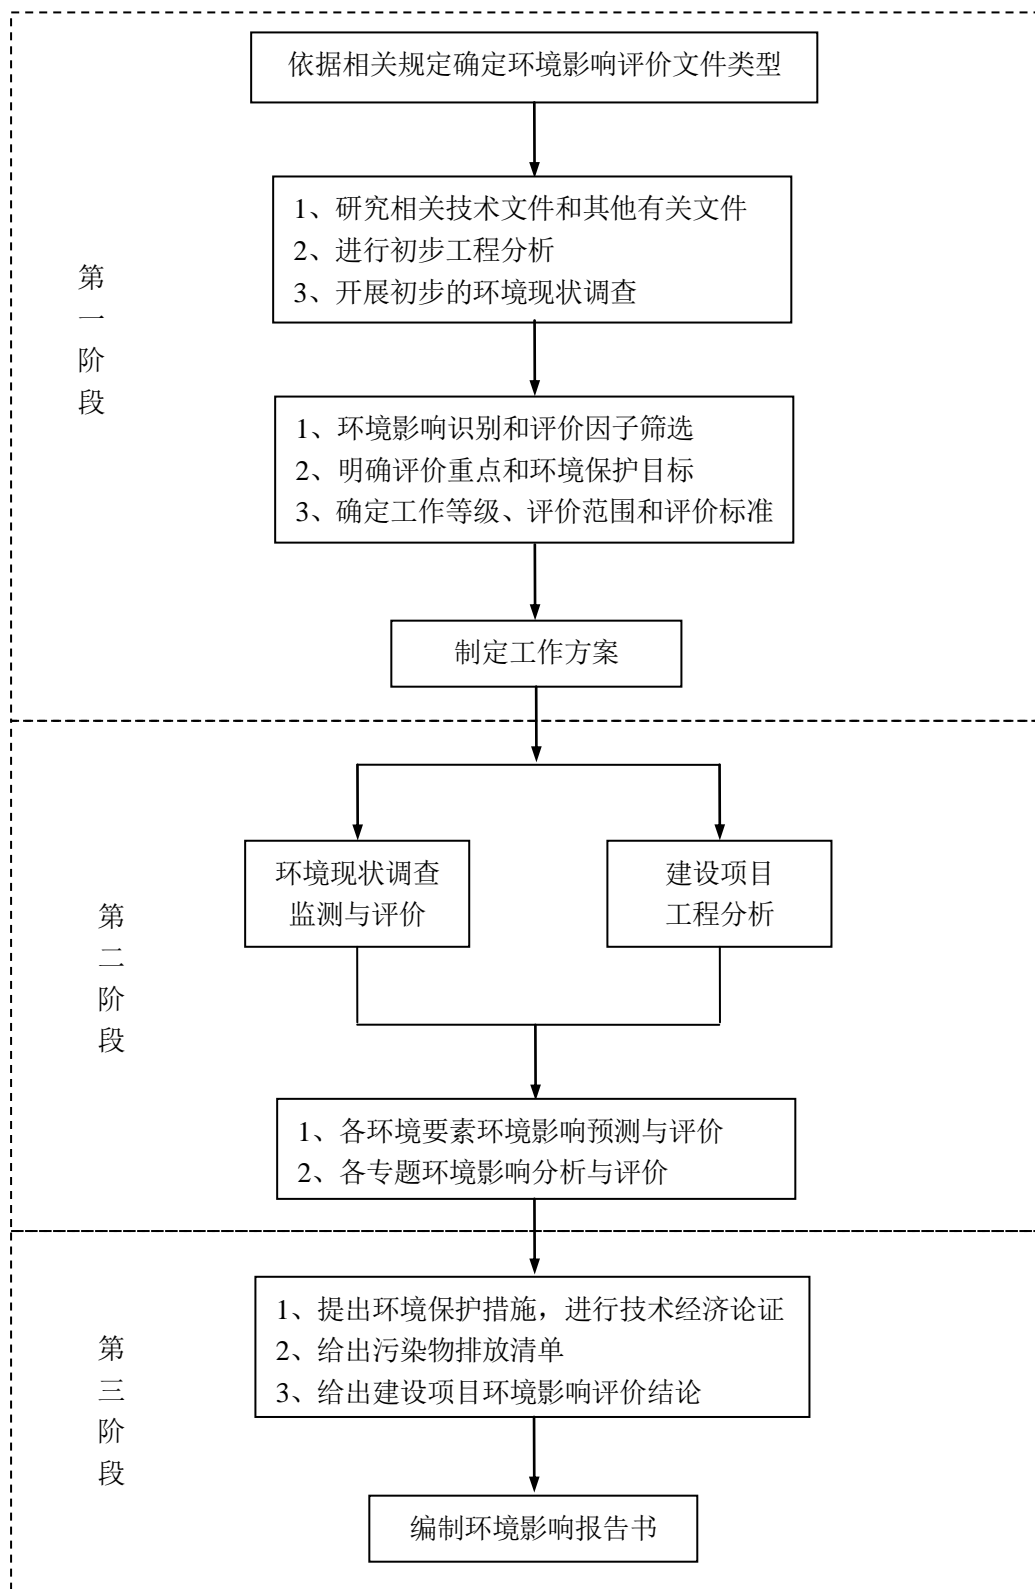 依据相关规定确定环境影响评价文件类型
1、研究相关技术文件和其他有关文件
2、进行初步工程分析
3、开展初步的环境现状调查
第
一
阶
段
1、环境影响识别和评价因子筛选
2、明确评价重点和环境保护目标
3、确定工作等级、评价范围和评价标准
制定工作方案
环境现状调查
监测与评价
建设项目
工程分析
第
二
阶
段
1、各环境要素环境影响预测与评价
2、各专题环境影响分析与评价
1、提出环境保护措施，进行技术经济论证
2、给出污染物排放清单
3、给出建设项目环境影响评价结论
第
三
阶
段
编制环境影响报告书